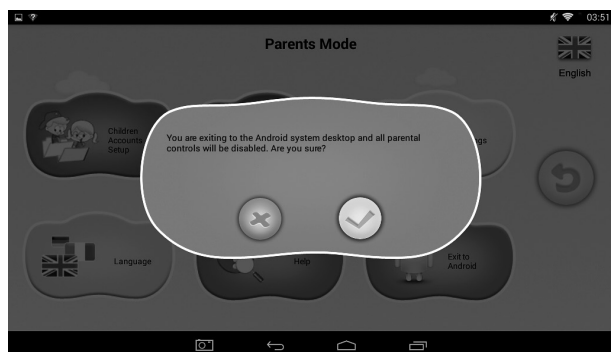 03:51
Parents Mode
English
Children
Accounts
Setup
You are exiting to the Android system desktop and all parental
controls will be disabled. Are you sure?
ngs
Language
Help
Exit to
Android